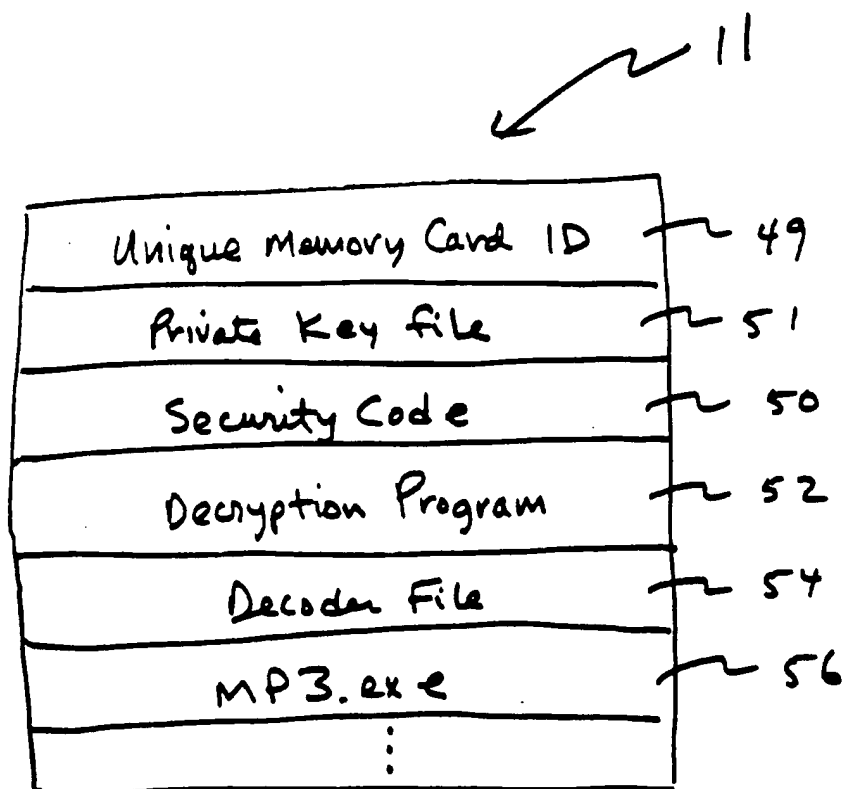 11
Unique Memory Card ID 49
Private Key file 51
Security Code 50
Decryption Program 52
Decoder File 54
MP3.exe 56